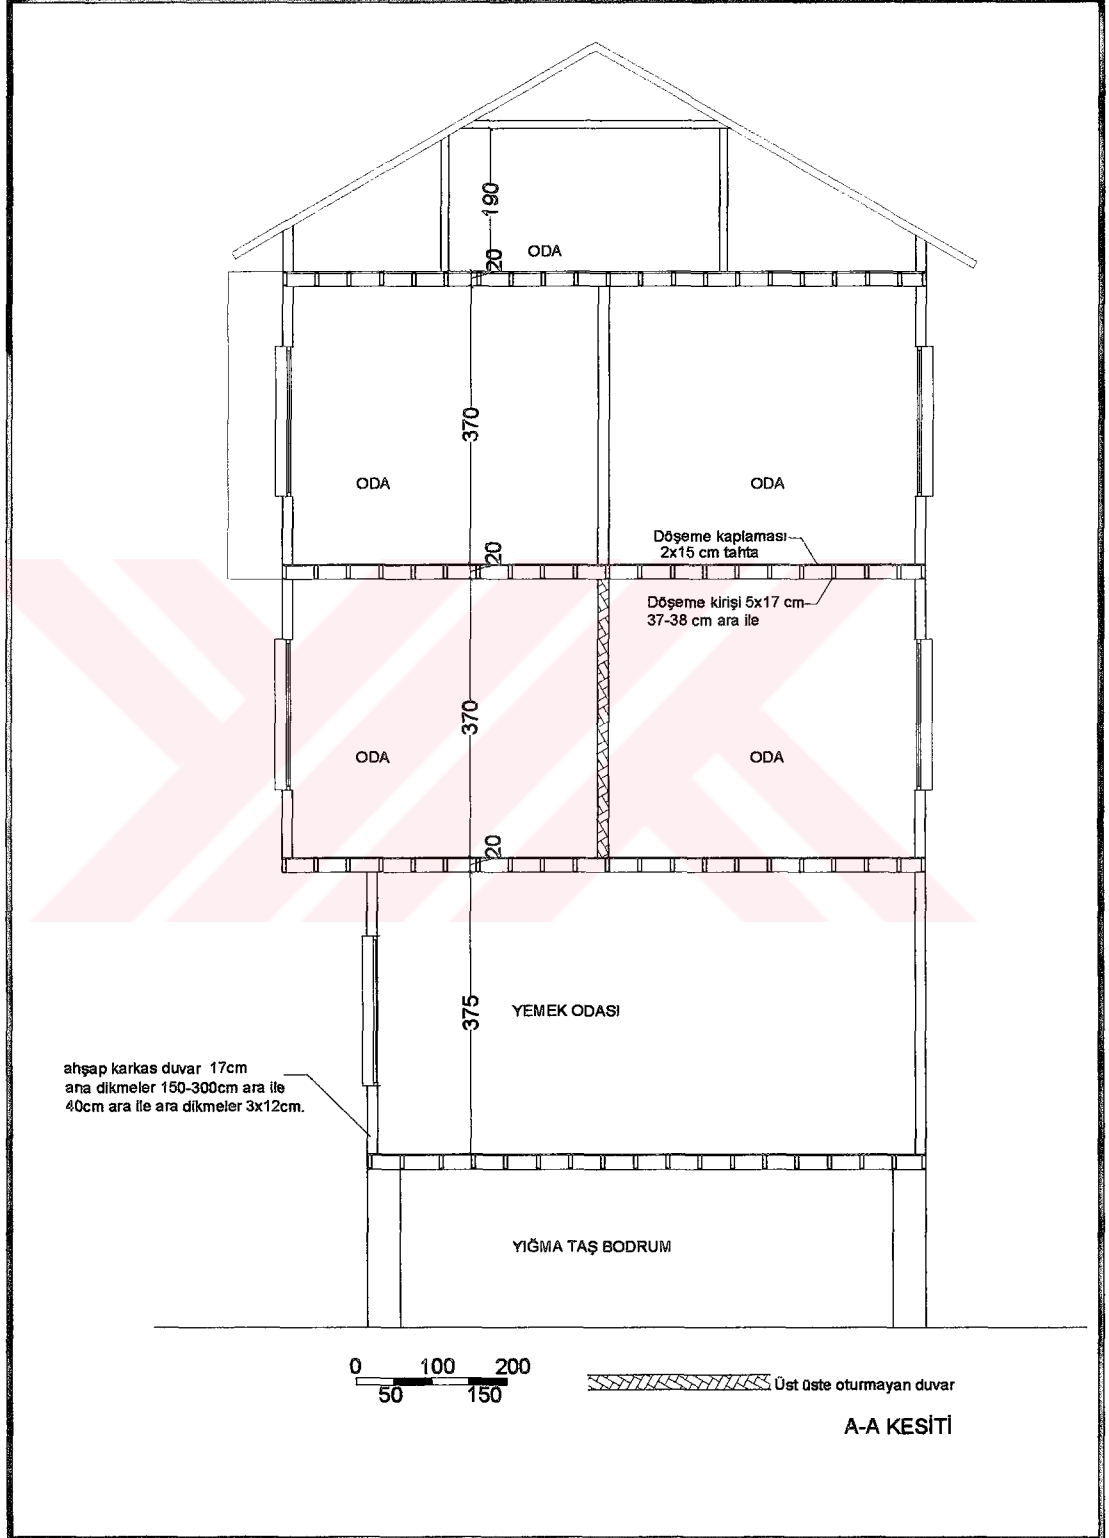 190
20
ODA
370
ODA
ODA
20
Döşeme kaplaması
2x15 cm tahta
Döşeme kirişi 5x17 cm
37-38 cm ara ile
370
ODA
ODA
20
375
YEMEK ODASI
ahşap karkas duvar 17cm
ana dikmeler 150-300cm ara ile
40cm ara ile ara dikmeler 3x12cm.
YIĞMA TAŞ BODRUM
0 100 200
50 150
Üst üste oturmayan duvar
A-A KESİTİ